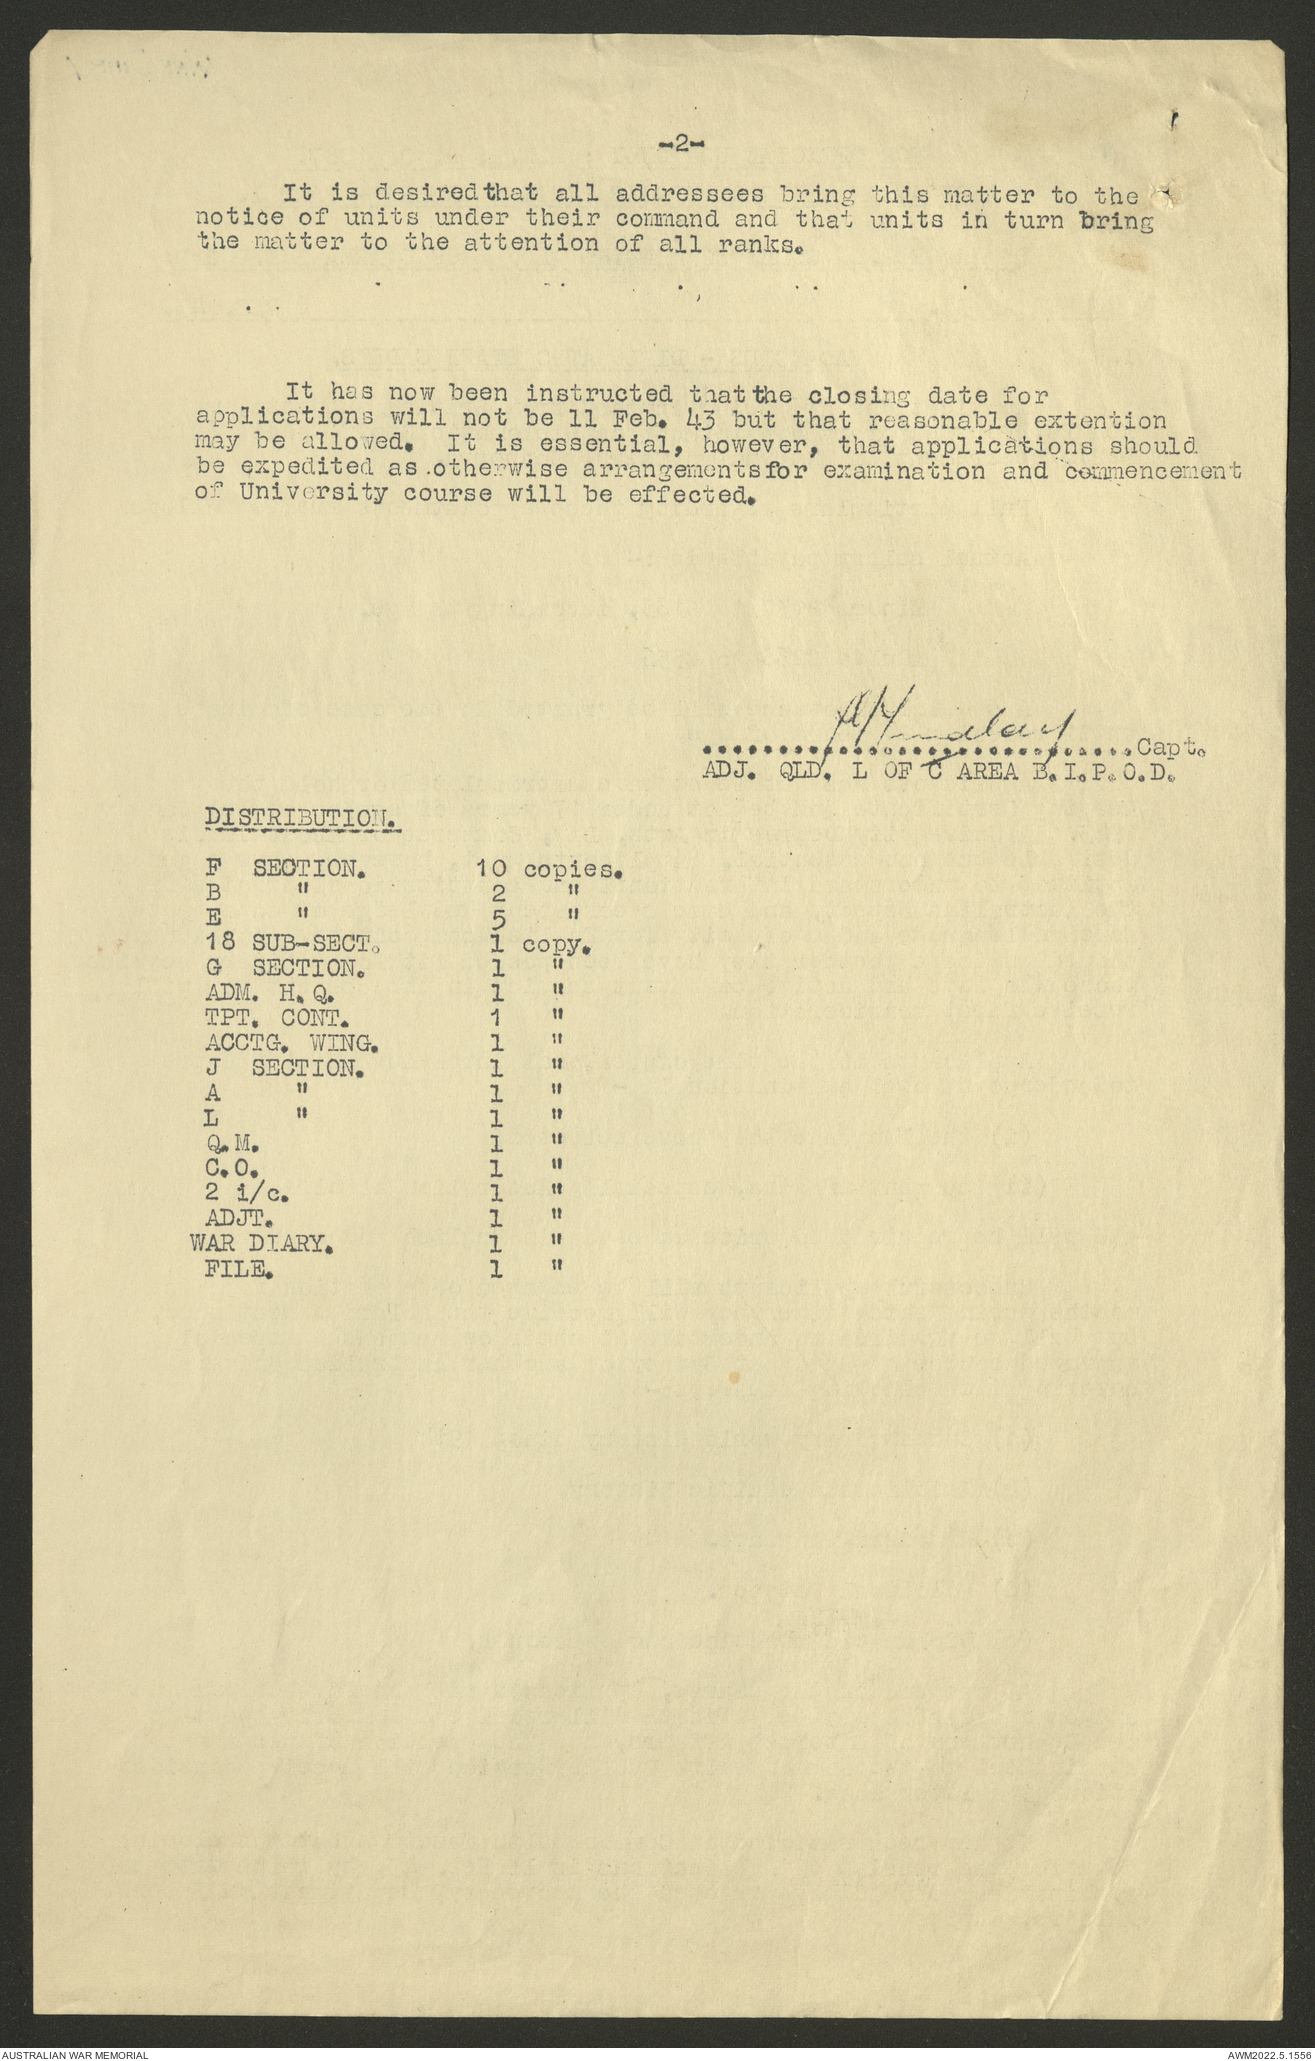 -2-
It is desired that all addressees bring this matter to the
notice of units under their command and that units in turn bring
the matter to the attention of all ranks.
It has now been instructed that the closing date for
applications will not be 11 Feb. 43 but that reasonable extention
may be allowed. It is essential, however, that applications should
be expedited as otherwise arrangements for examination and commencement
of University course will be effected.
.............................Capt.
ADJ. QLD. L OF C AREA B.I.P.O.D.
DISTRIBUTION.
F SECTION. 10 copies.
B " 2 "
E " 5 "
18 SUB-SECT. 1 copy.
G SECTION. 1 "
ADM. H.Q. 1 "
TPT. CONT. 1 "
ACCTG. WING. 1 "
J SECTION. 1 "
A " 1 "
L " 1 "
Q.M. 1 "
C.O. 1 "
2 i/c. 1 "
ADJT. 1 "
WAR DIARY. 1 "
FILE. 1 "
AUSTRALIAN WAR MEMORIAL
AWM2022.5.1556